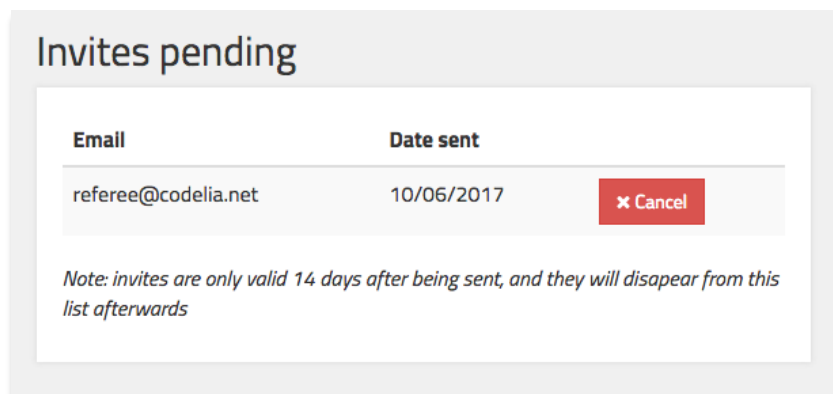 Invites pending
Email Date sent
referee@codelia.net 10/06/2017 × Cancel
Note: invites are only valid 14 days after being sent, and they will disapear from this
list afterwards